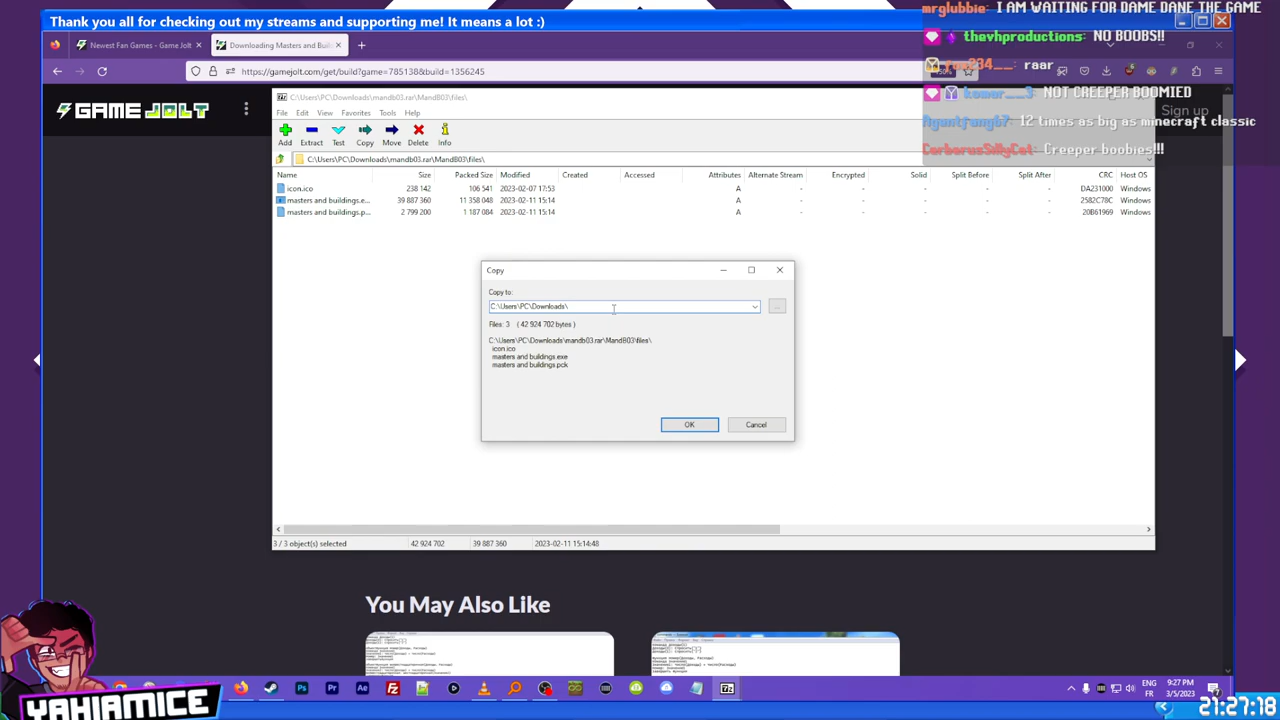 Thank you all for checking out my streams and supporting me! It means a lot :)
mrglubbie: I AM WAITING FOR DAME DANE THE GAME
thevhproductions: NO BOOBS!!
raar
NOT CREEPER BOOMIED
12 times as big as minecraft classic
CerberusSillyCat: Creeper boobies!!!
Newest Fan Games - Game Jolt
Downloading Masters and Buil
https://gamejolt.com/get/build?game=785138&build=1356245
GAME JOLT
Sign up
C:\Users\PC\Downloads\mandb03.rar\MandB03\files\
File Edit View Favorites Tools Help
Add Extract Test Copy Move Delete Info
C:\Users\PC\Downloads\mandb03.rar\MandB03\files\
Name Size Packed Size Modified Created Accessed Attributes Alternate Stream Encrypted Solid Split Before Split After CRC Host OS
icon.ico 238 142 106 541 2023-02-07 17:53 A - - - - - DA231000 Windows
masters and buildings.e... 39 887 360 11 358 048 2023-02-11 15:14 A - - - - - 2582C78C Windows
masters and buildings.p... 2 799 200 1 187 084 2023-02-11 15:14 A - - - - - 20B61969 Windows
Copy
Copy to:
C:\Users\PC\Downloads\
Files: 3 ( 42 924 702 bytes )
C:\Users\PC\Downloads\mandb03.rar\MandB03\files\
icon.ico
masters and buildings.exe
masters and buildings.pck
OK Cancel
3 / 3 object(s) selected 42 924 702 39 887 360 2023-02-11 15:14:48
You May Also Like
YAHIAMICE
Ps Pr Ae Fz 7z
EN
FR
9:27 PM
3/5/2023
21:27:18